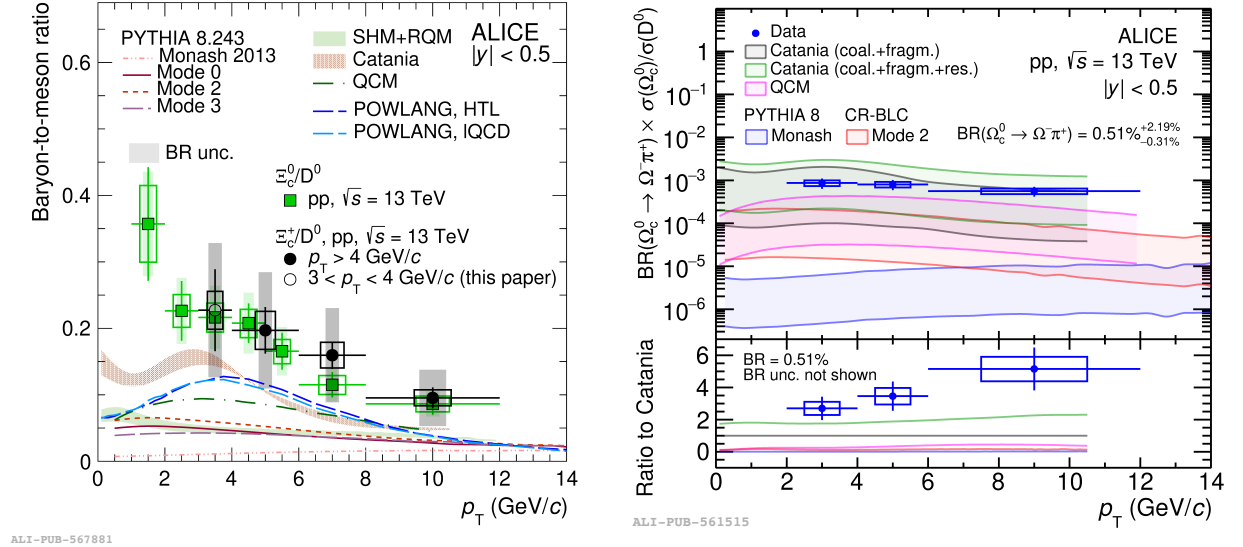 Baryon-to-meson ratio
0.6
0.4
0.2
0
PYTHIA 8.243
Monash 2013
Mode 0
Mode 2
Mode 3
SHM+RQM
Catania
QCM
POWLANG, HTL
POWLANG, lQCD
ALICE
|y| < 0.5
BR unc.
Ξc⁰/D⁰
pp, √s = 13 TeV
Ξc⁺/D⁰, pp, √s = 13 TeV
pT > 4 GeV/c
3 < pT < 4 GeV/c (this paper)
0 2 4 6 8 10 12 14
pT (GeV/c)
ALI-PUB-567881
BR(Ωc⁰ → Ω⁻π⁺) × σ(Ωc⁰)/σ(D⁰)
1
10⁻¹
10⁻²
10⁻³
10⁻⁴
10⁻⁵
10⁻⁶
Data
Catania (coal.+fragm.)
Catania (coal.+fragm.+res.)
QCM
ALICE
pp, √s = 13 TeV
|y| < 0.5
PYTHIA 8 CR-BLC
Monash Mode 2
BR(Ωc⁰ → Ω⁻π⁺) = 0.51%+2.19% −0.31%
Ratio to Catania
6
4
2
0
BR = 0.51%
BR unc. not shown
0 2 4 6 8 10 12 14
pT (GeV/c)
ALI-PUB-561515